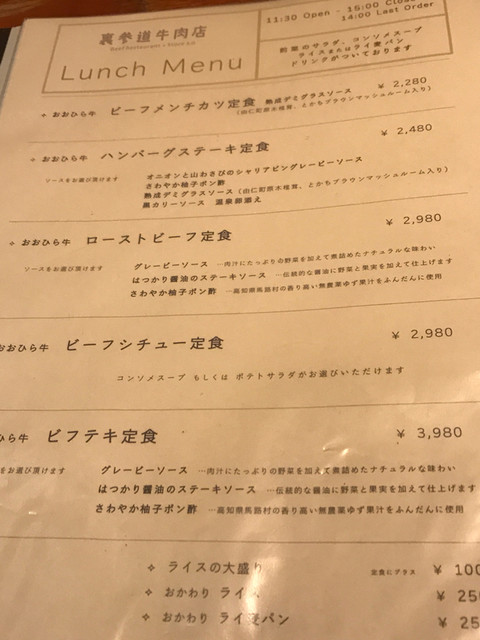 裏参道牛肉店
Lunch Menu
11:30 Open - 15:00 Close
14:00 Last Order
前菜のサラダ、コンソメスープ
ライスまたはライ麦パン
ドリンクがついております
おおひら牛 ビーフメンチカツ定食 熟成デミグラスソース ¥ 2,280
(由仁町原木椎茸、とかちブラウンマッシュルーム入り)
おおひら牛 ハンバーグステーキ定食 ¥ 2,480
ソースをお選び頂けます オニオンと山わさびのシャリアピングレービーソース
さわやか柚子ポン酢
熟成デミグラスソース(由仁町原木椎茸、とかちブラウンマッシュルーム入り)
黒カリーソース 温泉卵添え
おおひら牛 ローストビーフ定食 ¥ 2,980
ソースをお選び頂けます グレービーソース …肉汁にたっぷりの野菜を加えて煮詰めたナチュラルな味わい
はつかり醤油のステーキソース …伝統的な醤油に野菜と果実を加えて仕上げます
さわやか柚子ポン酢 …高知県馬路村の香り高い無農薬ゆず果汁をふんだんに使用
おおひら牛 ビーフシチュー定食 ¥ 2,980
コンソメスープ もしくは ポテトサラダがお選びいただけます
ひら牛 ビフテキ定食 ¥ 3,980
をお選び頂けます グレービーソース …肉汁にたっぷりの野菜を加えて煮詰めたナチュラルな味わい
はつかり醤油のステーキソース …伝統的な醤油に野菜と果実を加えて仕上げます
さわやか柚子ポン酢 …高知県馬路村の香り高い無農薬ゆず果汁をふんだんに使用
ライスの大盛り 定食にプラス ¥ 100
おかわり ライス ¥ 250
おかわり ライ麦パン ¥ 25